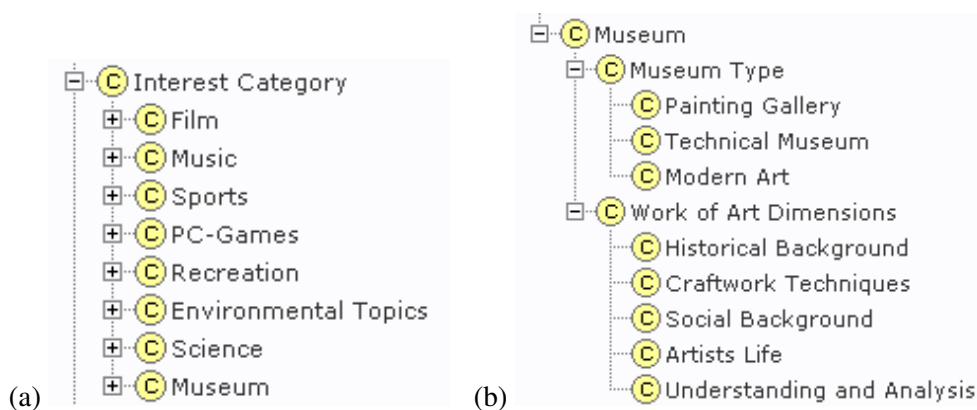 Interest Category
C Film
C Music
C Sports
C PC-Games
C Recreation
C Environmental Topics
C Science
C Museum
(a)
C Museum
C Museum Type
C Painting Gallery
C Technical Museum
C Modern Art
C Work of Art Dimensions
C Historical Background
C Craftwork Techniques
C Social Background
C Artists Life
C Understanding and Analysis
(b)